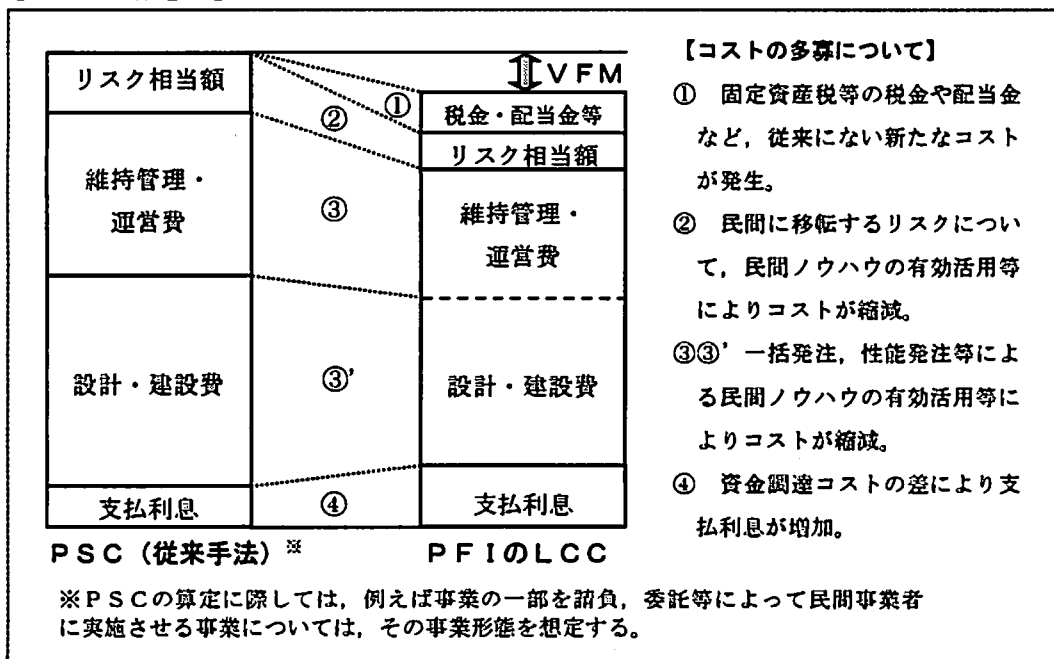 リスク相当額
維持管理・
運営費
設計・建設費
支払利息
PSC(従来手法)※
①
②
③
③'
④
VFM
税金・配当金等
リスク相当額
維持管理・
運営費
設計・建設費
支払利息
PFIのLCC
【コストの多募について】
① 固定資産税等の税金や配当金
など,従来にない新たなコスト
が発生。
② 民間に移転するリスクについ
て,民間ノウハウの有効活用等
によりコストが縮減。
③③' 一括発注,性能発注等によ
る民間ノウハウの有効活用等に
よりコストが縮減。
④ 資金調達コストの差により支
払利息が増加。
※PSCの算定に際しては,例えば事業の一部を請負,委託等によって民間事業者
に実施させる事業については,その事業形態を想定する。